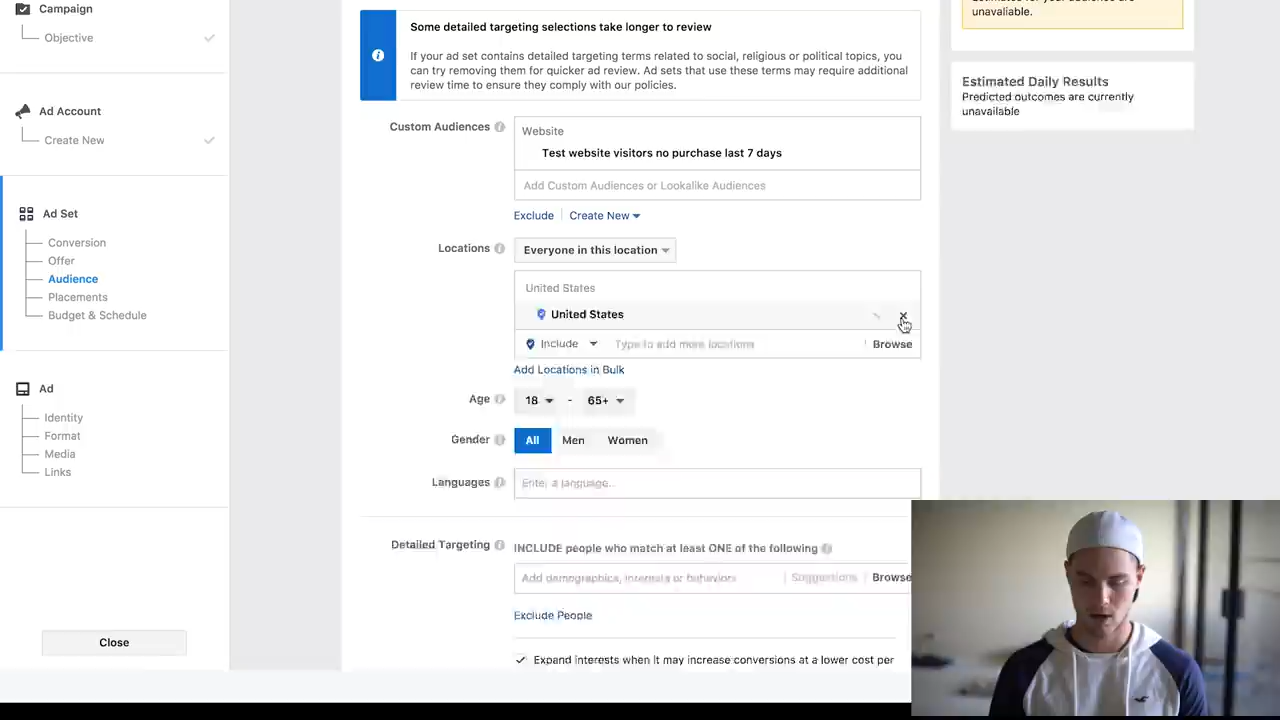 Campaign
Objective
Ad Account
Create New
Ad Set
Conversion
Offer
Audience
Placements
Budget & Schedule
Ad
Identity
Format
Media
Links
Close
Some detailed targeting selections take longer to review
If your ad set contains detailed targeting terms related to social, religious or political topics, you
can try removing them for quicker ad review. Ad sets that use these terms may require additional
review time to ensure they comply with our policies.
Custom Audiences
Website
Test website visitors no purchase last 7 days
Add Custom Audiences or Lookalike Audiences
Exclude Create New
Locations Everyone in this location
United States
United States
Include Type to add more locations Browse
Add Locations in Bulk
Age 18 - 65+
Gender All Men Women
Languages Enter a language...
Detailed Targeting INCLUDE people who match at least ONE of the following
Add demographics, interests or behaviors Suggestions Browse
Exclude People
Expand interests when it may increase conversions at a lower cost per
unavailable.
Estimated Daily Results
Predicted outcomes are currently
unavailable